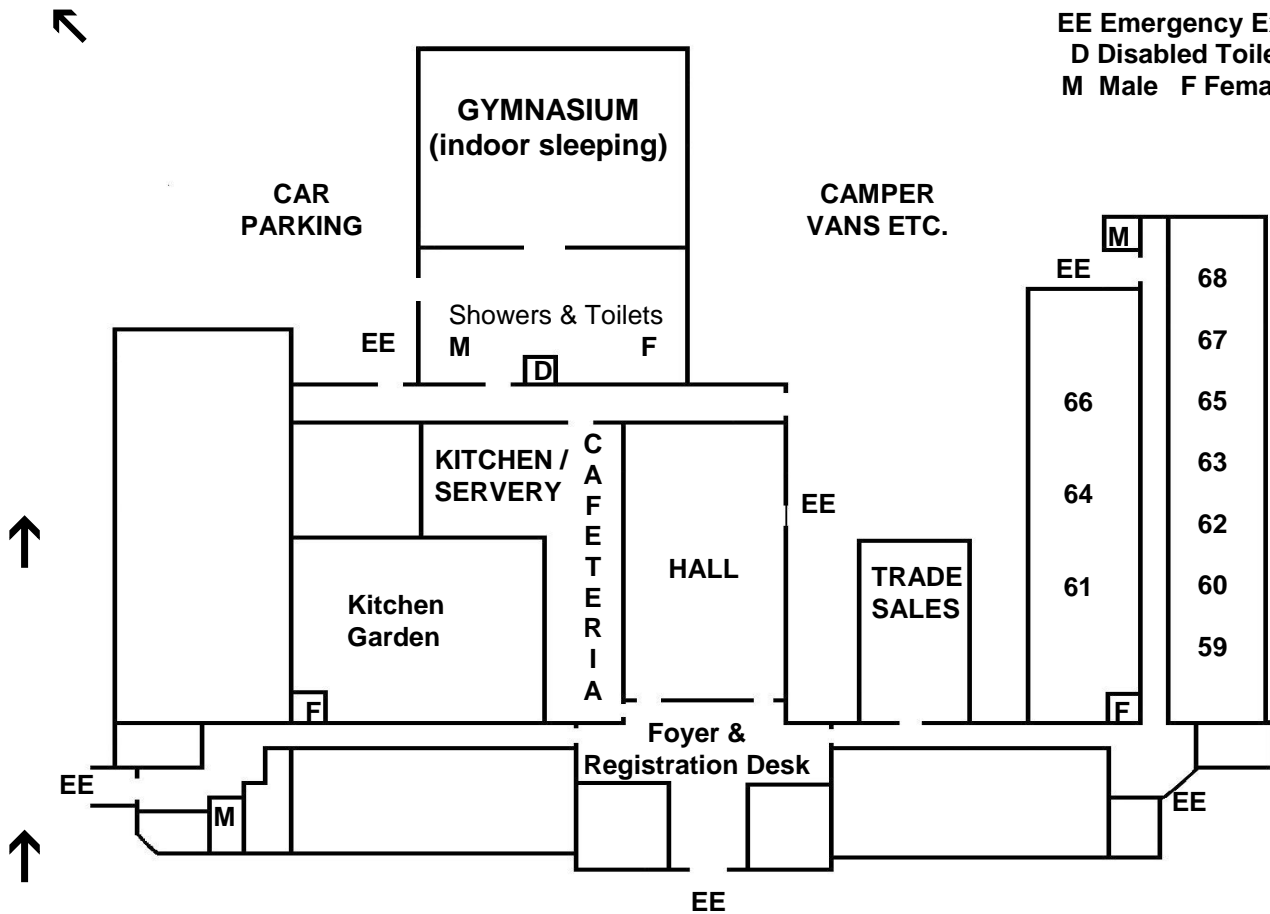 EE Emergency E
D Disabled Toile
M Male F Fema
GYMNASIUM
(indoor sleeping)
CAR
PARKING
CAMPER
VANS ETC.
M
EE
68
Showers & Toilets
M F
EE
D
67
66
65
CAFETERIA
KITCHEN /
SERVERY
63
64
EE
62
HALL
TRADE
SALES
61
60
Kitchen
Garden
59
F
F
Foyer &
Registration Desk
EE
M
EE
EE